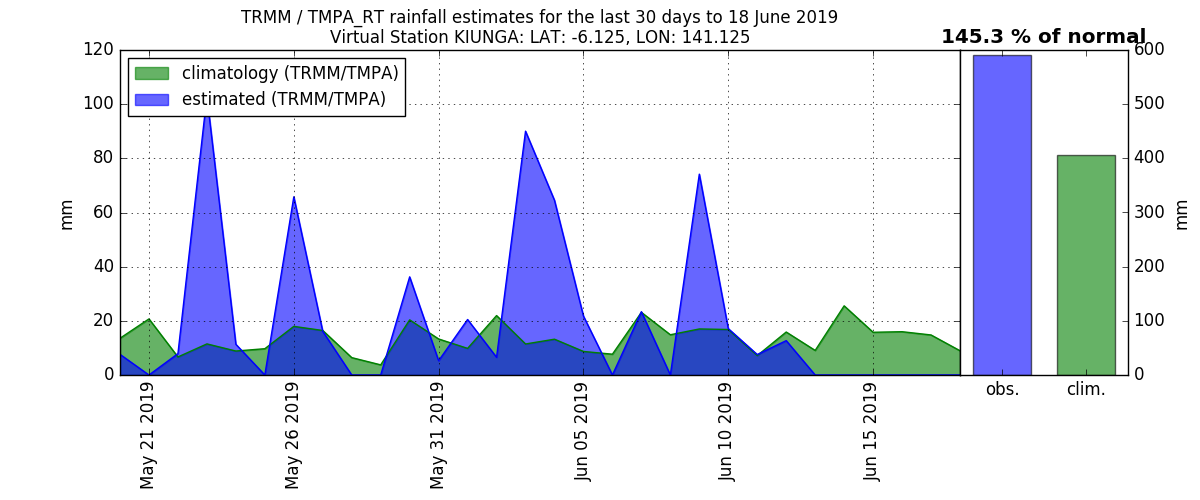 TRMM / TMPA_RT rainfall estimates for the last 30 days to 18 June 2019
Virtual Station KIUNGA: LAT: -6.125, LON: 141.125
145.3 % of normal
climatology (TRMM/TMPA)
estimated (TRMM/TMPA)
120
100
80
60
40
20
0
mm
May 21 2019
May 26 2019
May 31 2019
Jun 05 2019
Jun 10 2019
Jun 15 2019
obs.
clim.
600
500
400
300
200
100
0
mm